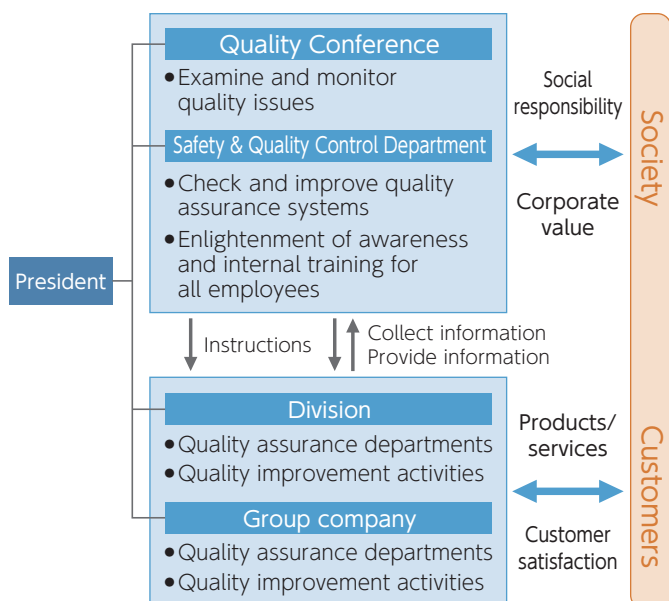 President
Quality Conference
●Examine and monitor
quality issues
Safety & Quality Control Department
●Check and improve quality
assurance systems
●Enlightenment of awareness
and internal training for
all employees
Social
responsibility
Corporate
value
Society
Instructions
Collect information
Provide information
Division
●Quality assurance departments
●Quality improvement activities
Group company
●Quality assurance departments
●Quality improvement activities
Products/
services
Customer
satisfaction
Customers